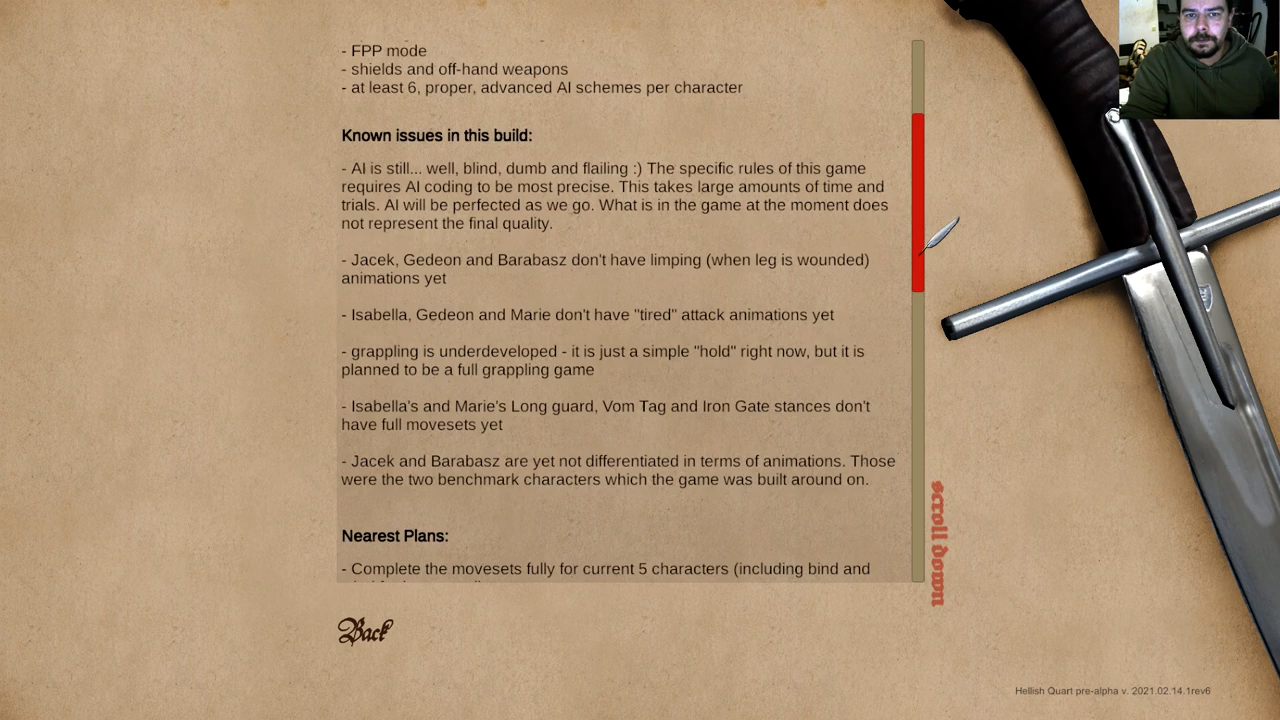 - FPP mode
- shields and off-hand weapons
- at least 6, proper, advanced AI schemes per character
Known issues in this build:
- AI is still... well, blind, dumb and flailing :) The specific rules of this game
requires AI coding to be most precise. This takes large amounts of time and
trials. AI will be perfected as we go. What is in the game at the moment does
not represent the final quality.
- Jacek, Gedeon and Barabasz don't have limping (when leg is wounded)
animations yet
- Isabella, Gedeon and Marie don't have "tired" attack animations yet
- grappling is underdeveloped - it is just a simple "hold" right now, but it is
planned to be a full grappling game
- Isabella's and Marie's Long guard, Vom Tag and Iron Gate stances don't
have full movesets yet
- Jacek and Barabasz are yet not differentiated in terms of animations. Those
were the two benchmark characters which the game was built around on.
Nearest Plans:
- Complete the movesets fully for current 5 characters (including bind and
scroll down
Back
Hellish Quart pre-alpha v. 2021.02.14.1rev6